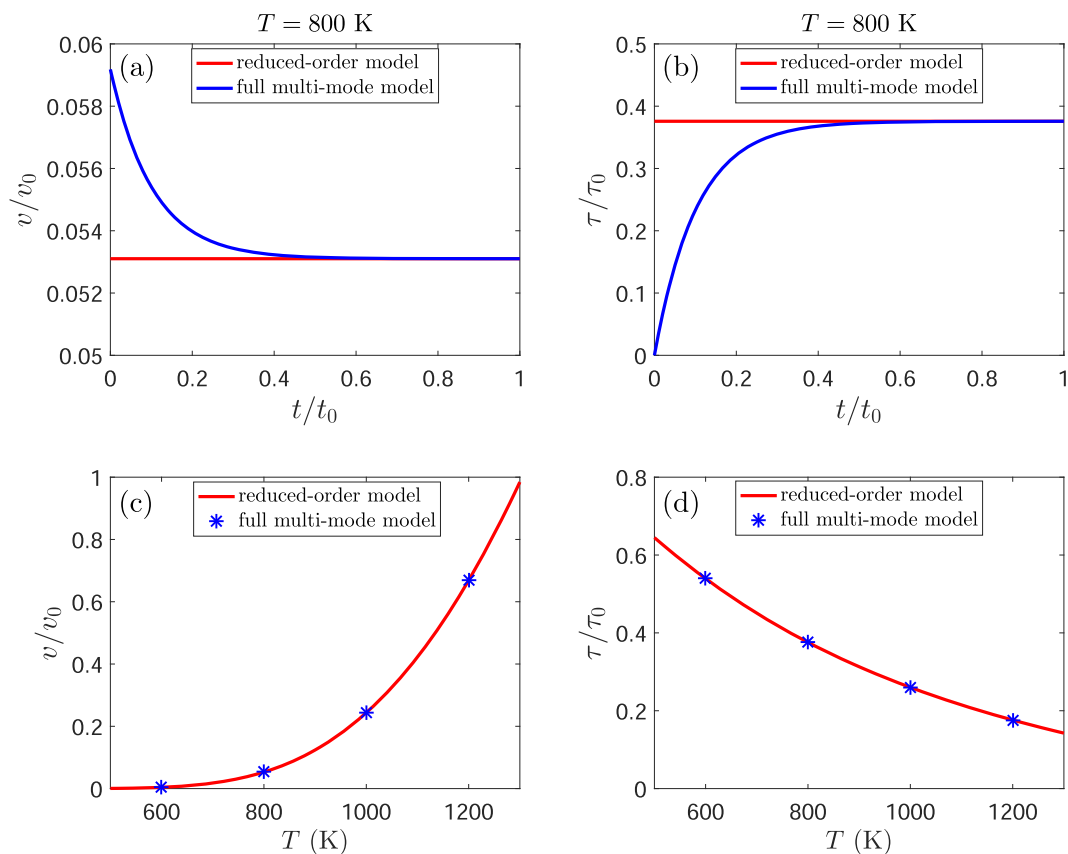 T = 800 K
(a)
reduced-order model
full multi-mode model
v/v₀
0.06
0.058
0.056
0.054
0.052
0.05
0 0.2 0.4 0.6 0.8 1
t/t₀
T = 800 K
(b)
reduced-order model
full multi-mode model
τ/τ₀
0.5
0.4
0.3
0.2
0.1
0
0 0.2 0.4 0.6 0.8 1
t/t₀
(c)
reduced-order model
full multi-mode model
v/v₀
1
0.8
0.6
0.4
0.2
0
600 800 1000 1200
T (K)
(d)
reduced-order model
full multi-mode model
τ/τ₀
0.8
0.6
0.4
0.2
0
600 800 1000 1200
T (K)